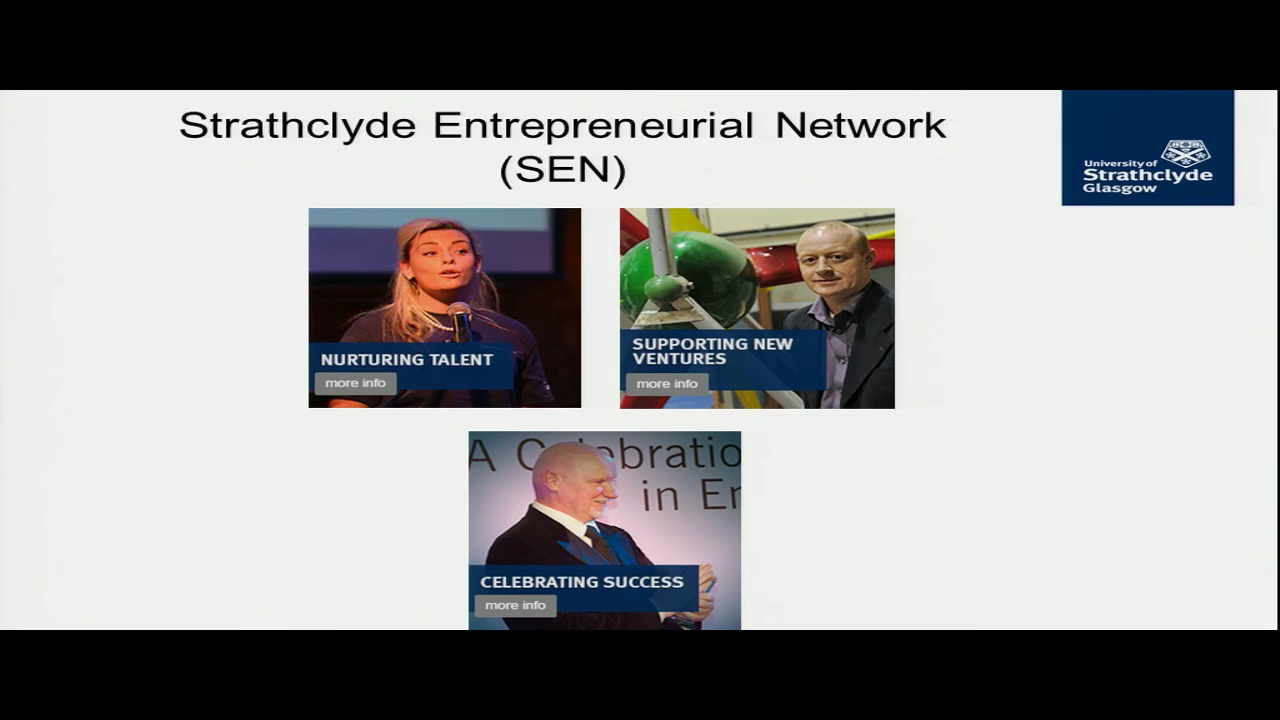 Strathclyde Entrepreneurial Network
(SEN)
University of
Strathclyde
Glasgow
NURTURING TALENT
more info
SUPPORTING NEW
VENTURES
more info
A C lebratio
in En
CELEBRATING SUCCESS
more info